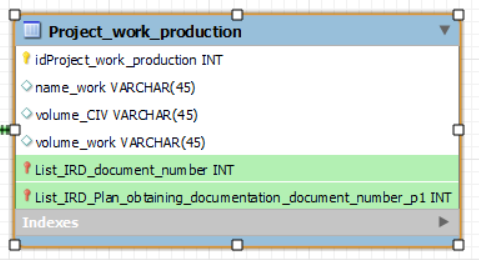 Project_work_production
idProject_work_production INT
name_work VARCHAR(45)
volume_CIV VARCHAR(45)
volume_work VARCHAR(45)
List_IRD_document_number INT
List_IRD_Plan_obtaining_documentation_document_number_p1 INT
Indexes